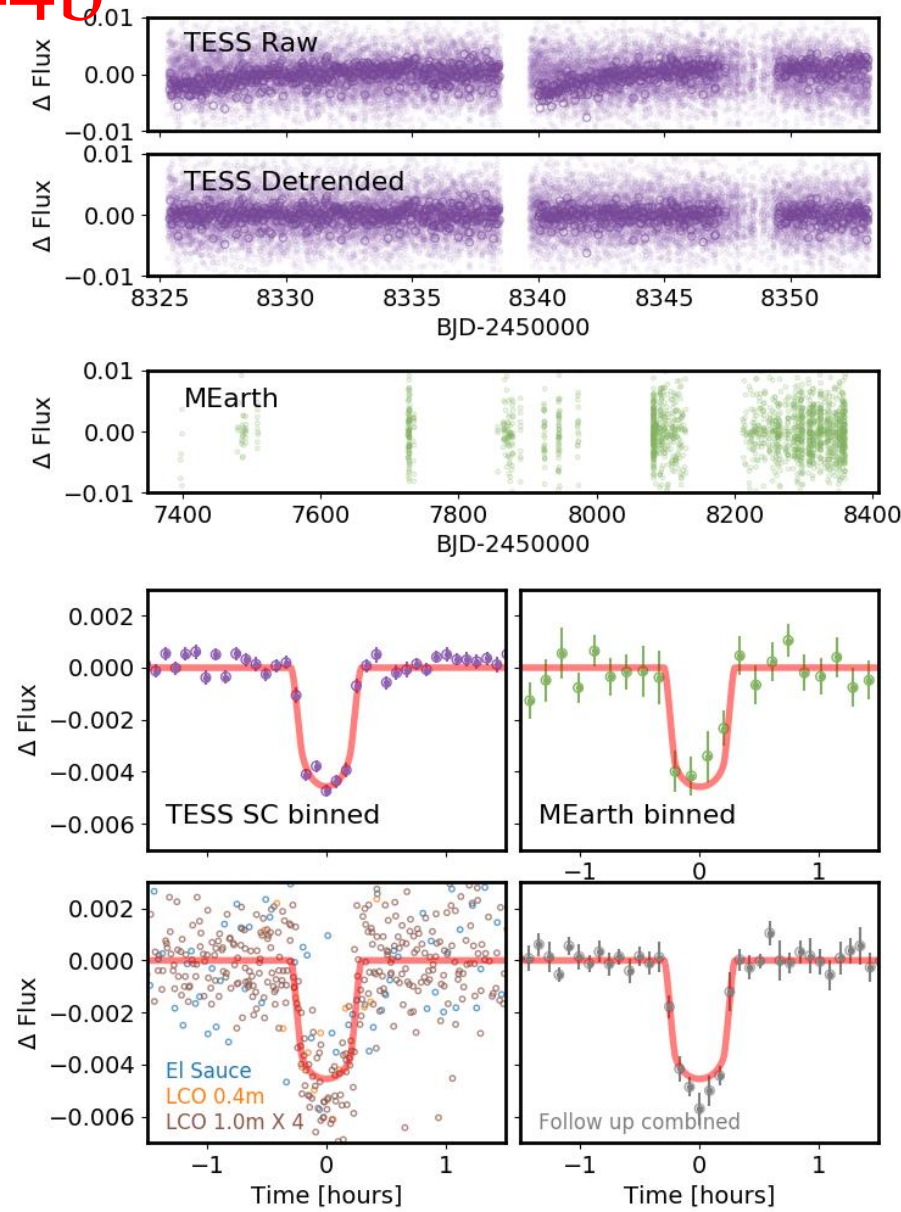 0.01
TESS Raw
Δ Flux
0.00
−0.01
0.01
TESS Detrended
Δ Flux
0.00
−0.01
8325 8330 8335 8340 8345 8350
BJD-2450000
0.01
MEarth
Δ Flux
0.00
−0.01
7400 7600 7800 8000 8200 8400
BJD-2450000
0.002
0.000
−0.002
Δ Flux
−0.004
−0.006
TESS SC binned
MEarth binned
−1 0 1
0.002
0.000
−0.002
Δ Flux
−0.004
−0.006
El Sauce
LCO 0.4m
LCO 1.0m X 4
Follow up combined
−1 0 1
Time [hours]
−1 0 1
Time [hours]